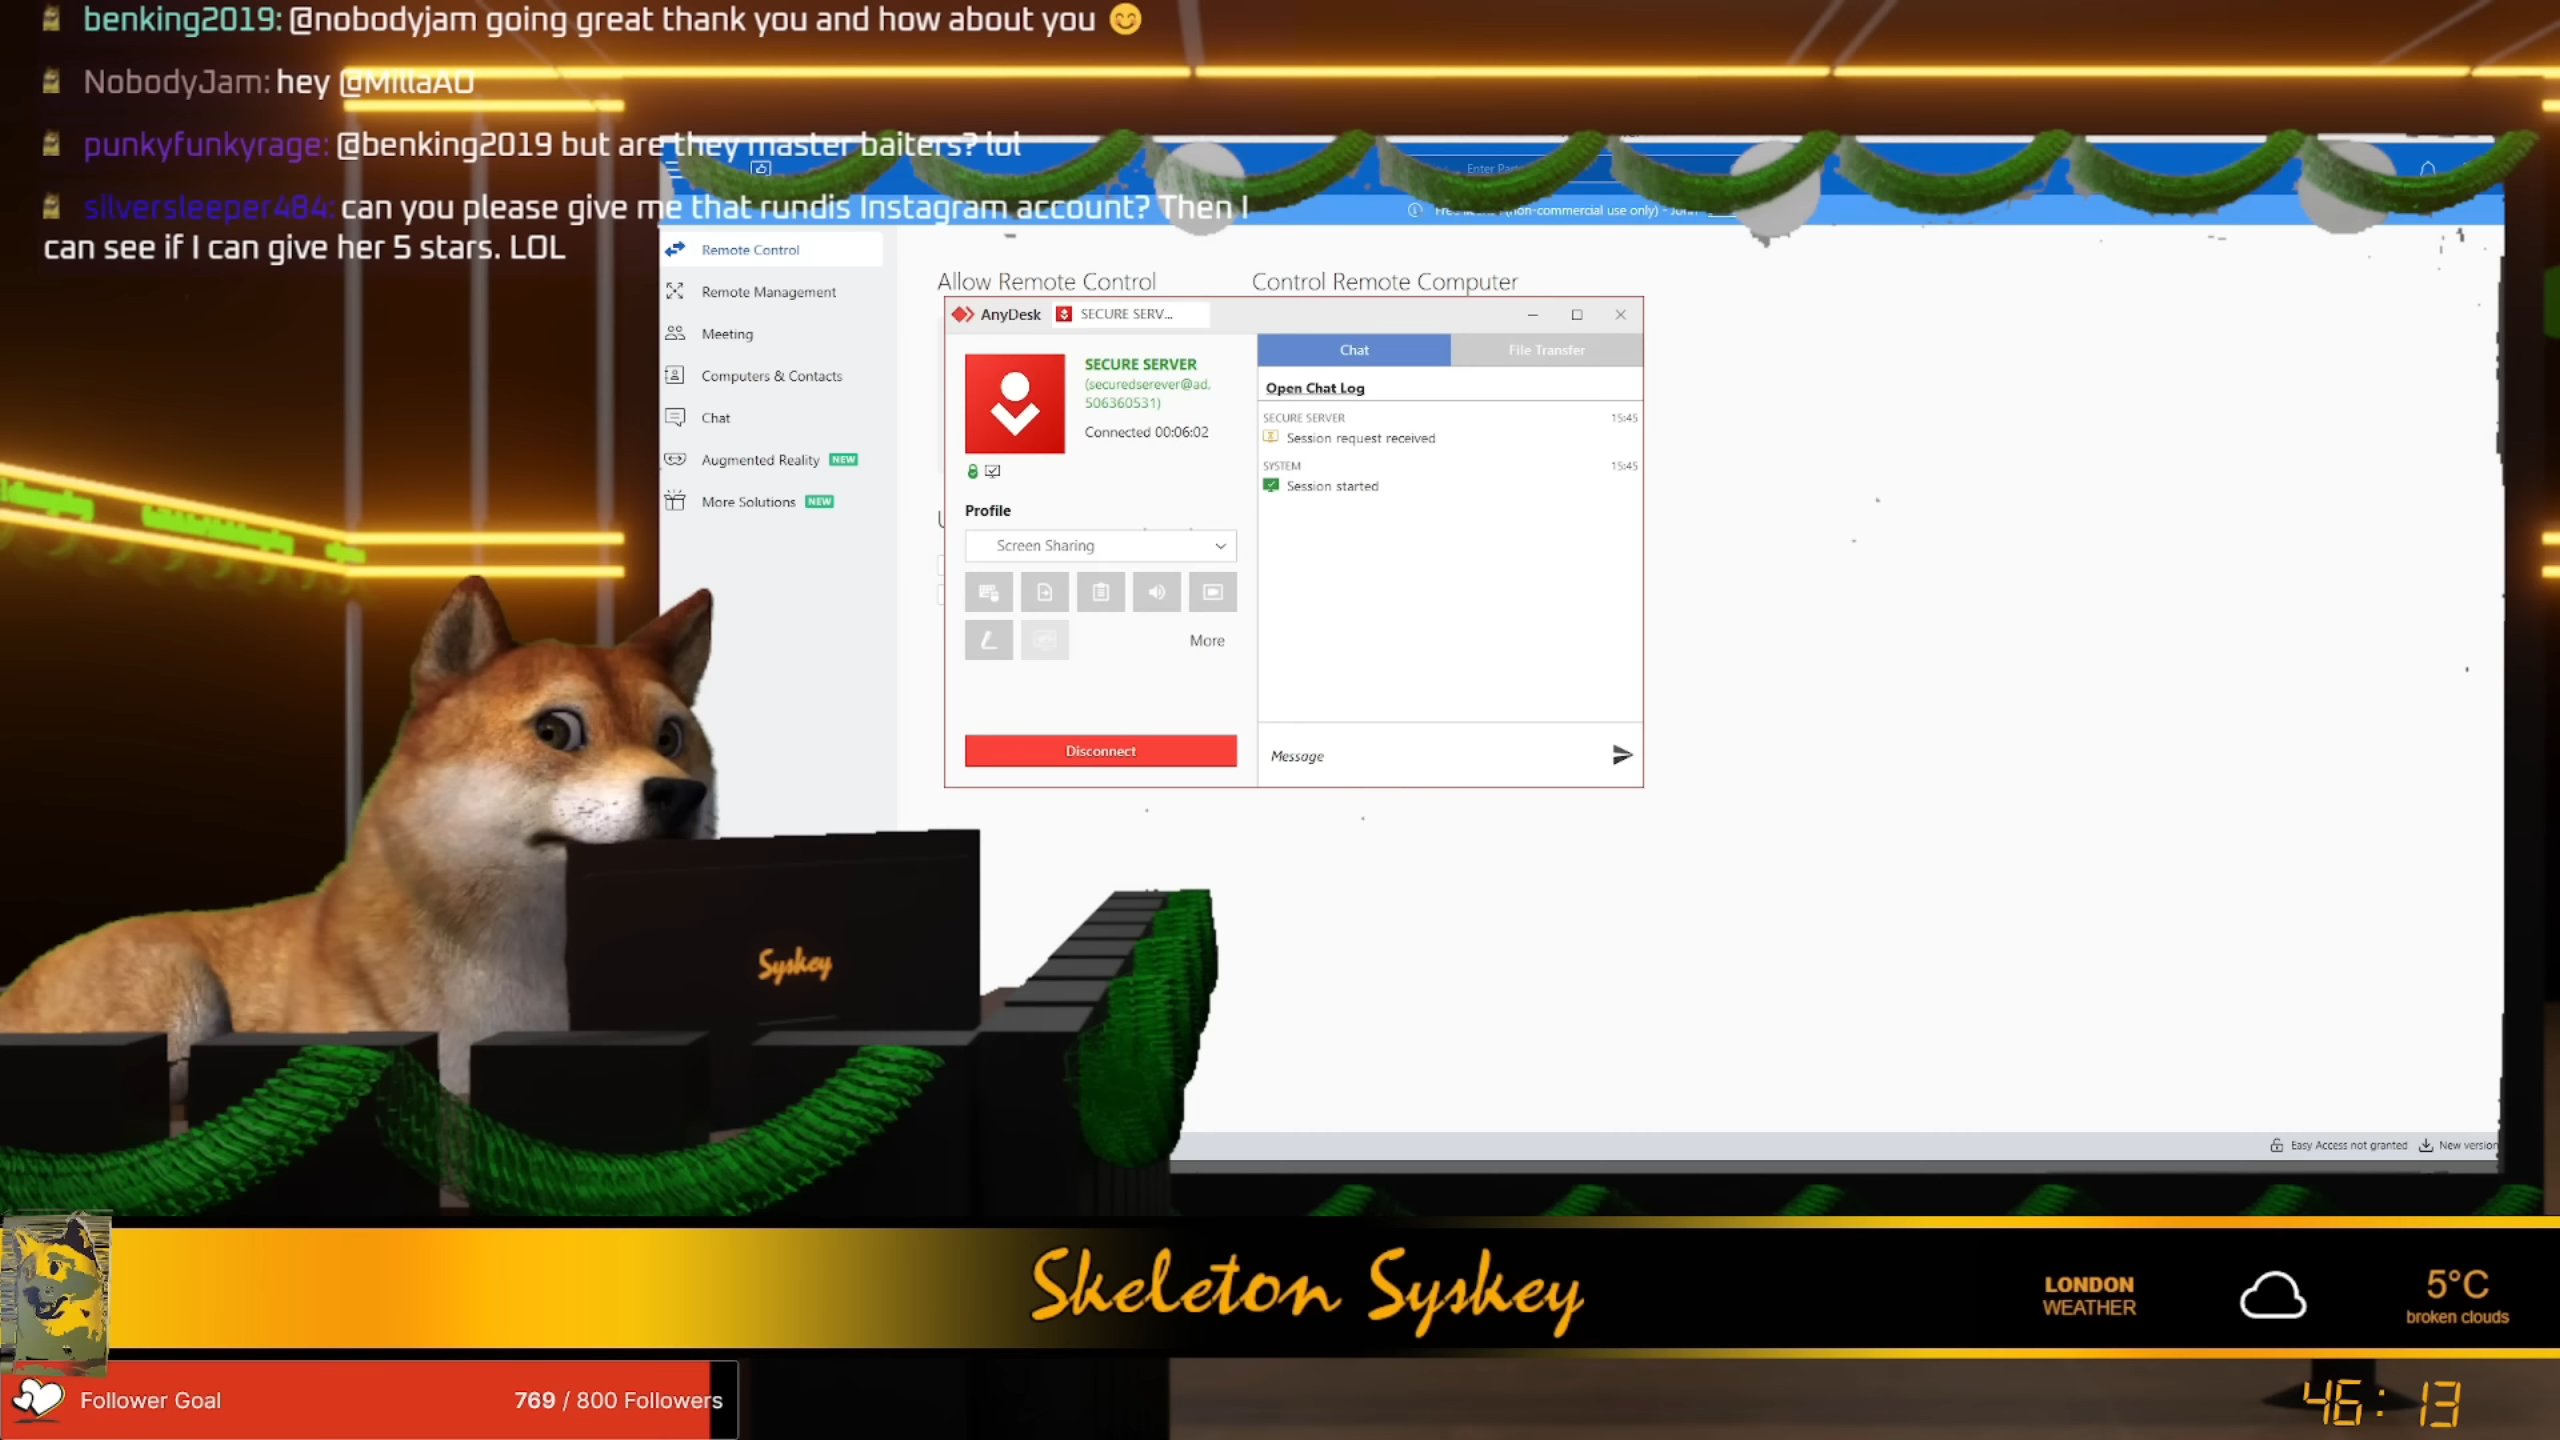 benking2019: @nobodyjam going great thank you and how about you 😊
NobodyJam: hey @MillaAO
punkyfunkyrage: @benking2019 but are they master baiters? lol
silversleeper484: can you please give me that rundis Instagram account? Then I
can see if I can give her 5 stars. LOL
Enter
(non-commercial use only) -
Remote Control
Remote Management
Meeting
Computers & Contacts
Chat
Augmented Reality NEW
More Solutions NEW
Allow Remote Control
Control Remote Computer
AnyDesk
SECURE SERV...
SECURE SERVER
(securedserever@ad,
506360531)
Connected 00:06:02
Profile
Screen Sharing
More
Disconnect
Chat
File Transfer
Open Chat Log
SECURE SERVER 15:45
Session request received
SYSTEM 15:45
Session started
Message
Syskey
Easy Access not granted
New version
Skeleton Syskey
LONDON
WEATHER
5°C
broken clouds
Follower Goal
769 / 800 Followers
46:13